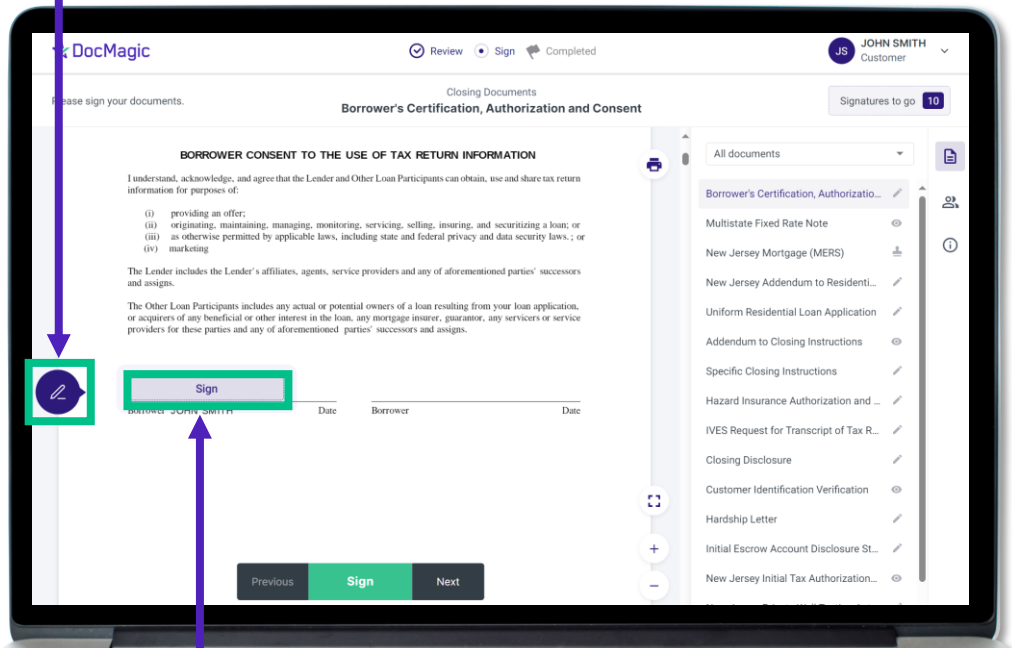 DocMagic
Review Sign Completed
JS
JOHN SMITH
Customer
Please sign your documents.
Closing Documents
Borrower's Certification, Authorization and Consent
Signatures to go 10
BORROWER CONSENT TO THE USE OF TAX RETURN INFORMATION
I understand, acknowledge, and agree that the Lender and Other Loan Participants can obtain, use and share tax return
information for purposes of:
(i) providing an offer;
(ii) originating, maintaining, managing, monitoring, servicing, selling, insuring, and securitizing a loan; or
(iii) as otherwise permitted by applicable laws, including state and federal privacy and data security laws.; or
(iv) marketing
The Lender includes the Lender's affiliates, agents, service providers and any of aforementioned parties' successors
and assigns.
The Other Loan Participants includes any actual or potential owners of a loan resulting from your loan application,
or acquirers of any beneficial or other interest in the loan, any mortgage insurer, guarantor, any servicers or service
providers for these parties and any of aforementioned parties' successors and assigns.
Sign
Borrower JOHN SMITH Date Borrower Date
Previous Sign Next
All documents
Borrower's Certification, Authorizatio...
Multistate Fixed Rate Note
New Jersey Mortgage (MERS)
New Jersey Addendum to Residenti...
Uniform Residential Loan Application
Addendum to Closing Instructions
Specific Closing Instructions
Hazard Insurance Authorization and ...
IVES Request for Transcript of Tax R...
Closing Disclosure
Customer Identification Verification
Hardship Letter
Initial Escrow Account Disclosure St...
New Jersey Initial Tax Authorization...